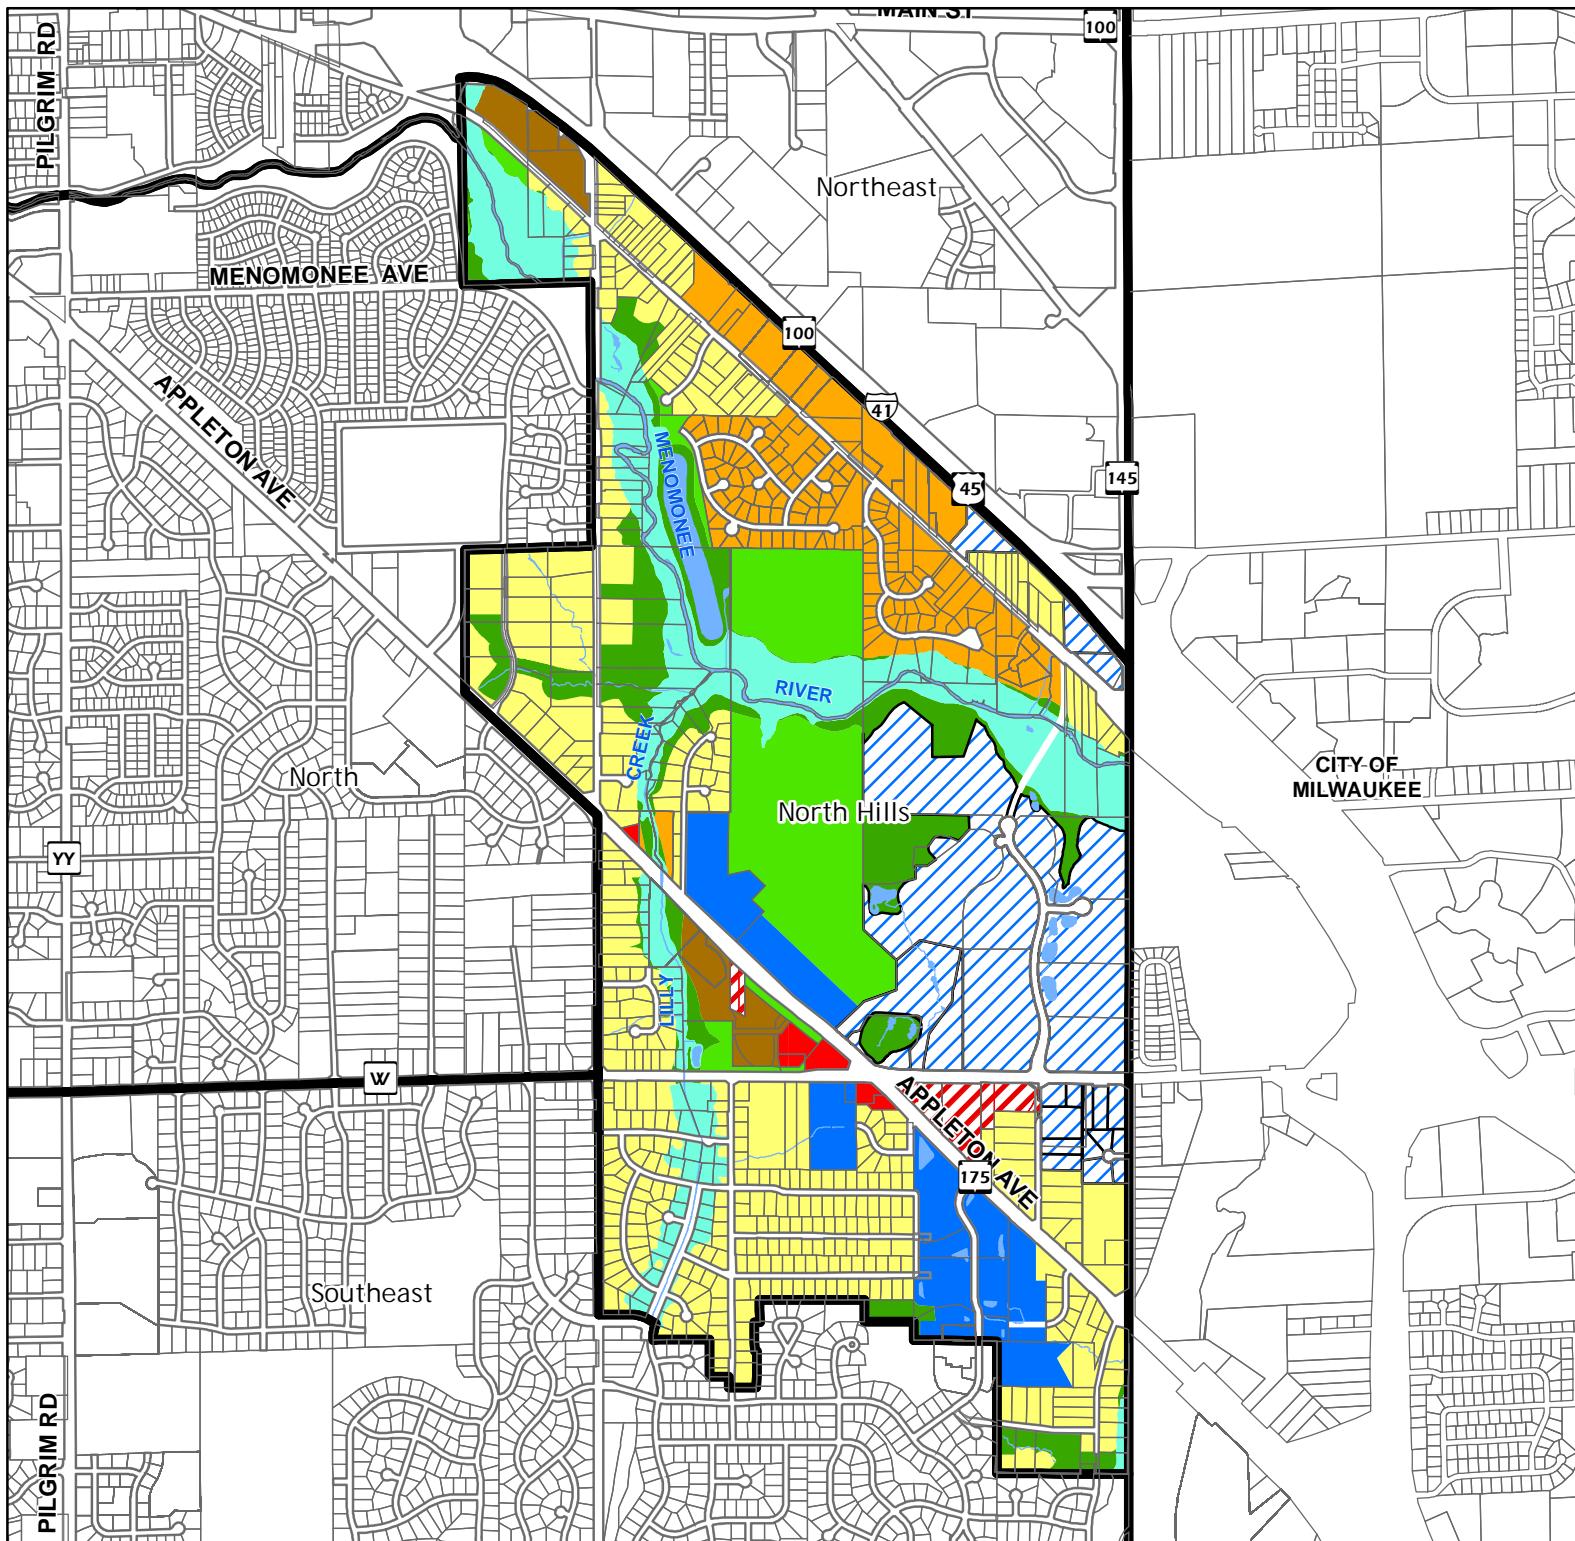 MAIN ST
100
PILGRIM RD
Northeast
MENOMONEE AVE
100
41
APPLETON AVE
45
145
MENOMONEE
RIVER
CREEK
North
CITY OF
MILWAUKEE
North Hills
YY
LILLY
W
APPLETON AVE
175
Southeast
PILGRIM RD